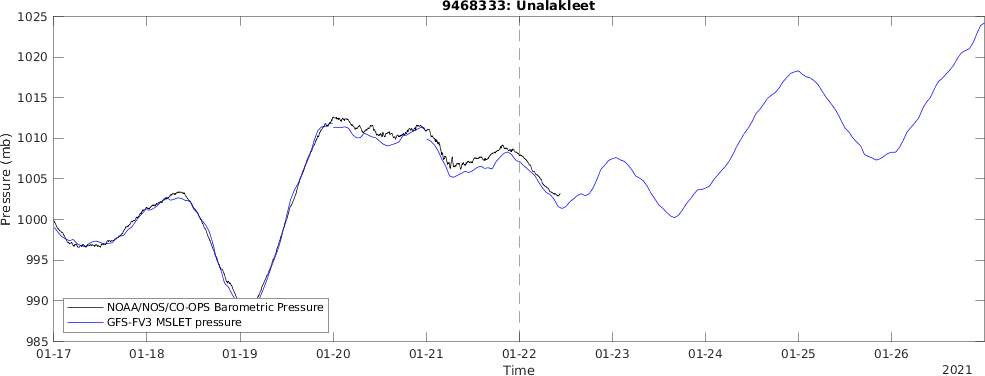 9468333: Unalakleet
1025
1020
1015
1010
1005
1000
995
990
985
Pressure (mb)
NOAA/NOS/CO-OPS Barometric Pressure
GFS-FV3 MSLET pressure
01-17 01-18 01-19 01-20 01-21 01-22 01-23 01-24 01-25 01-26
Time
2021